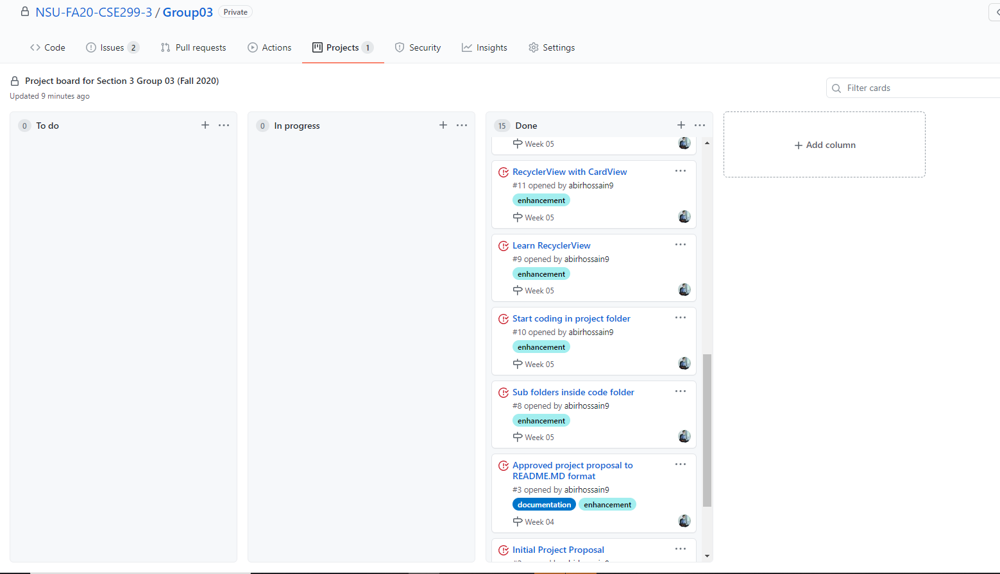 NSU-FA20-CSE299-3 / Group03 Private
Code Issues 2 Pull requests Actions Projects 1 Security Insights Settings
Project board for Section 3 Group 03 (Fall 2020)
Updated 9 minutes ago
Filter cards
0 To do
0 In progress
15 Done
Week 05
RecyclerView with CardView
#11 opened by abirhossain9
enhancement
Week 05
Learn RecyclerView
#9 opened by abirhossain9
enhancement
Week 05
Start coding in project folder
#10 opened by abirhossain9
enhancement
Week 05
Sub folders inside code folder
#8 opened by abirhossain9
enhancement
Week 05
Approved project proposal to
README.MD format
#3 opened by abirhossain9
documentation enhancement
Week 04
Initial Project Proposal
+ Add column